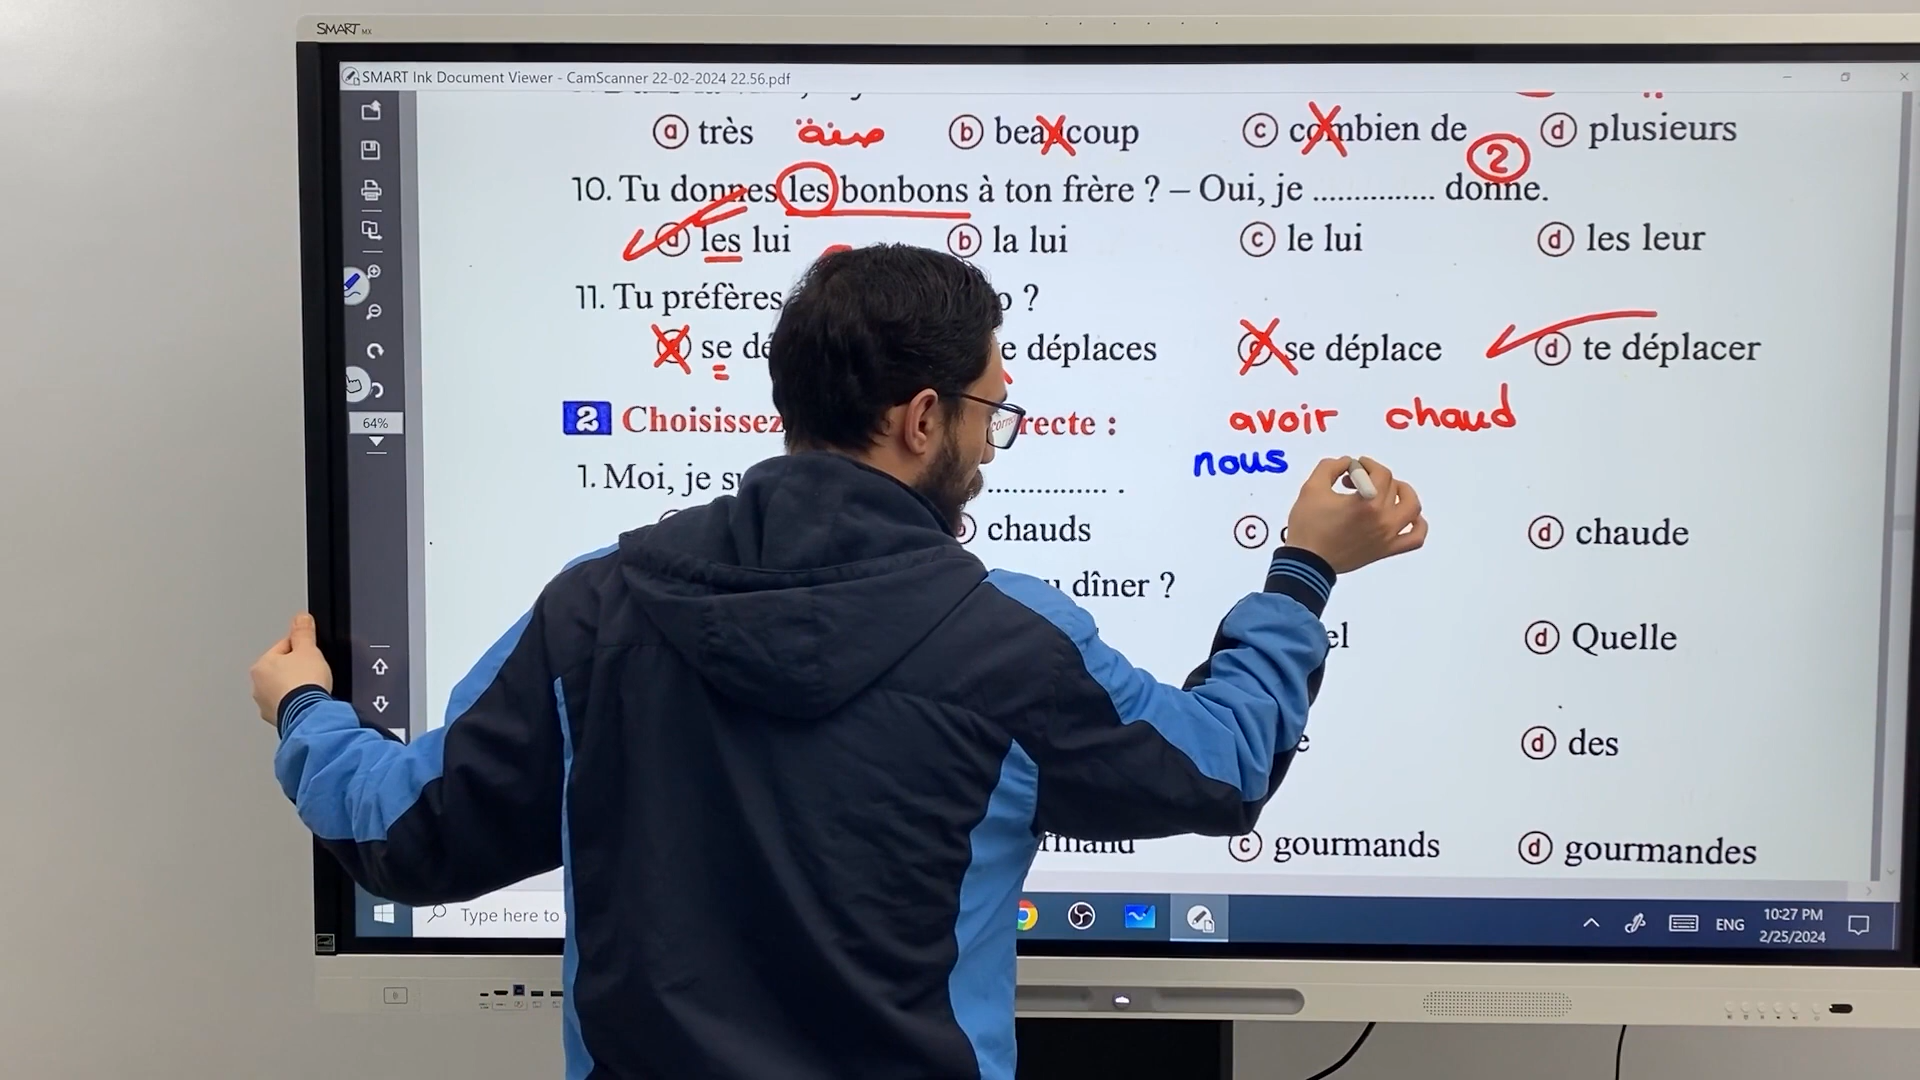 SMART MX
SMART Ink Document Viewer - CamScanner 22-02-2024 22.56.pdf
ⓐ très صفة ⓑ beaucoup ⓒ combien de ⓓ plusieurs
2
10. Tu donnes les bonbons à ton frère ? – Oui, je .............. donne.
ⓐ les lui ⓑ la lui ⓒ le lui ⓓ les leur
11. Tu préfères ?
se déplaces ⓒ se déplace ⓓ te déplacer
64%
2 Choisissez recte :
avoir chaud
nous
1. Moi, je .............. .
chauds ⓒ ⓓ chaude
dîner ?
ⓓ Quelle
ⓓ des
ⓒ gourmands ⓓ gourmandes
Type here to
ENG
10:27 PM
2/25/2024